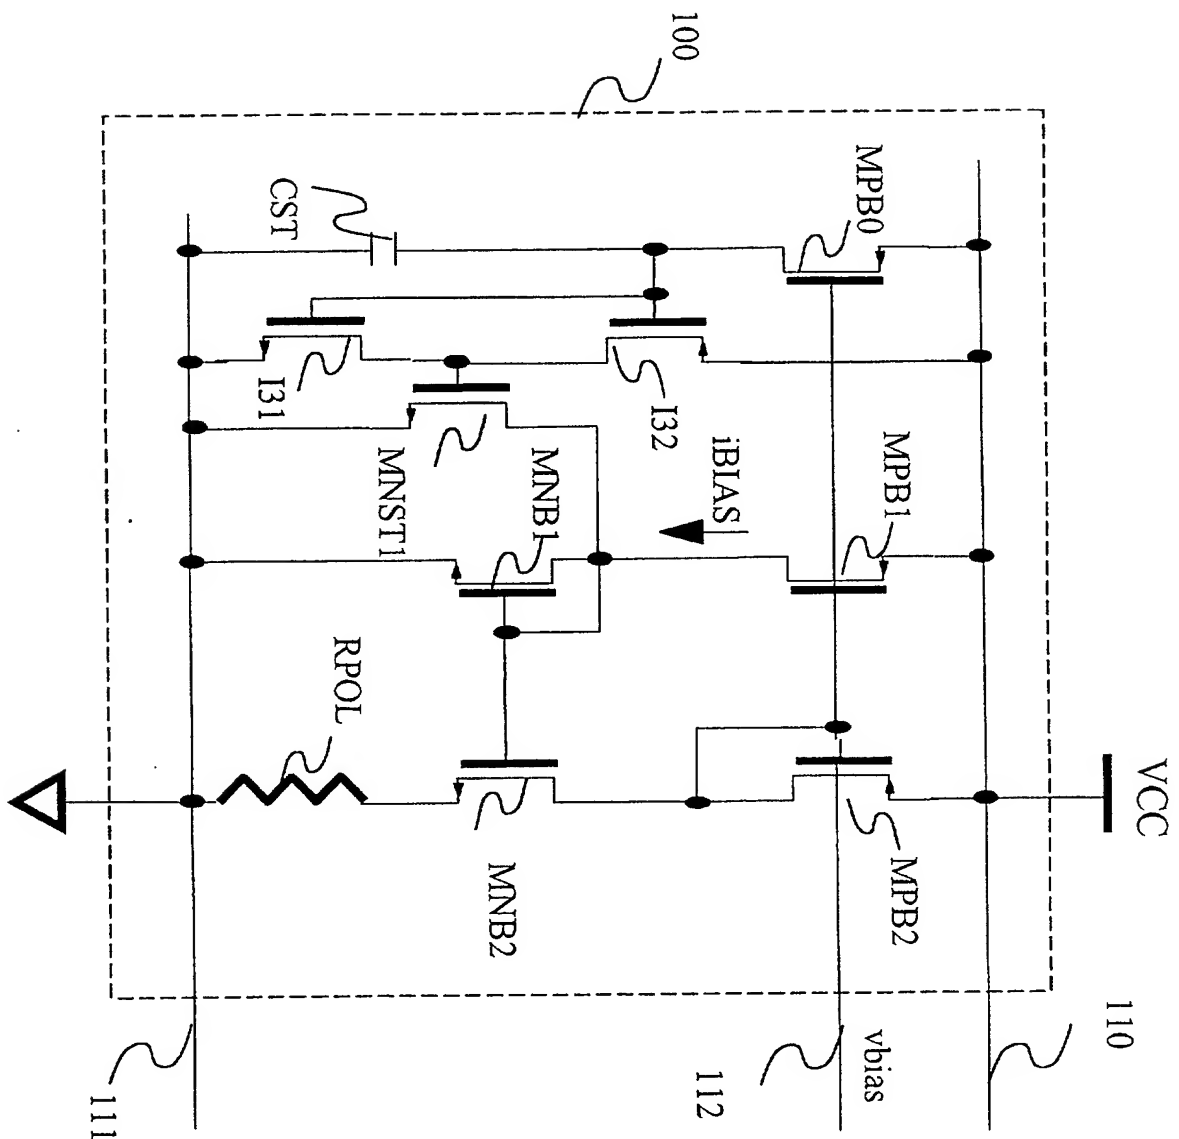 VCC
110
MPB0
MPB1
MPB2
vbias
100
iBIAS
112
I32
MNB1
MNB2
MNST1
RPOL
CST
I31
111